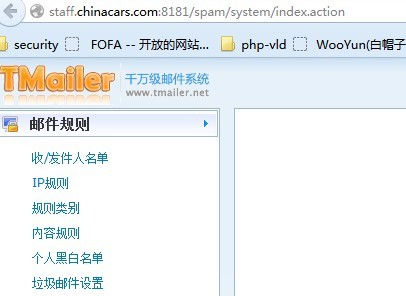 staff.chinacars.com:8181/spam/system/index.action
security FOFA -- 开放的网站... php-vld WooYun(白帽子
TMailer 千万级邮件系统
www.tmailer.net
邮件规则
收/发件人名单
IP规则
规则类别
内容规则
个人黑白名单
垃圾邮件设置